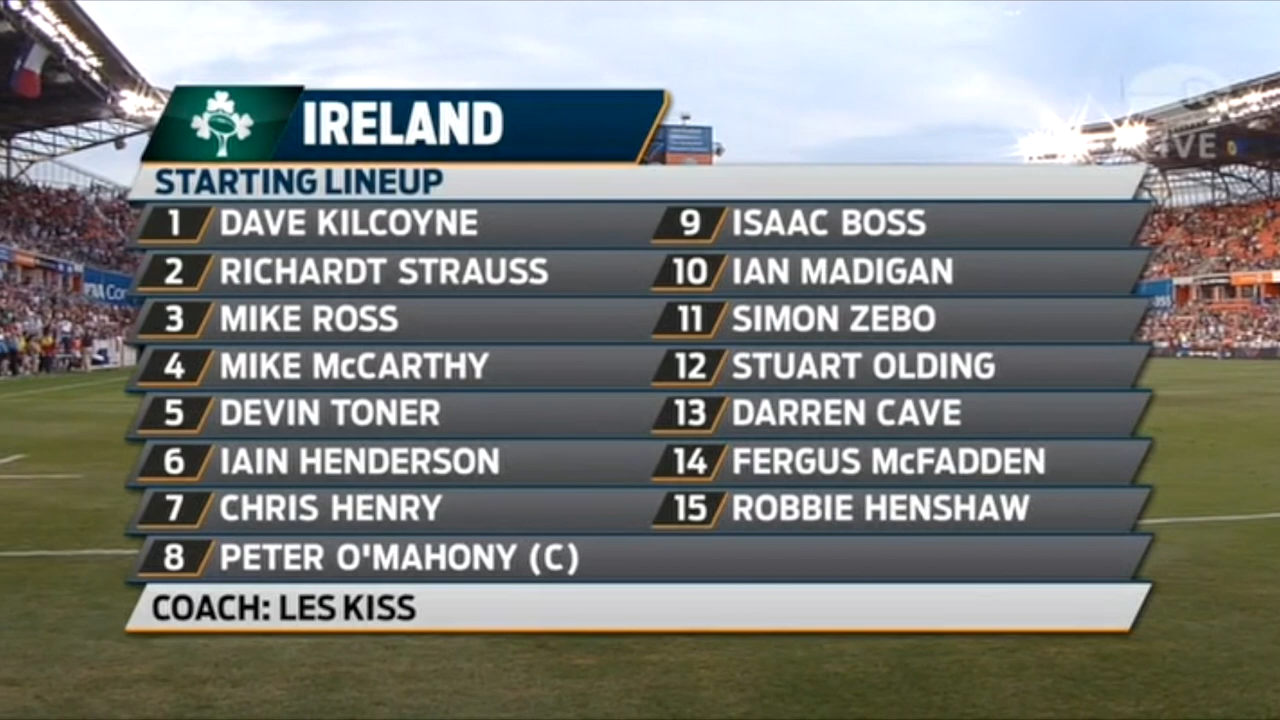 IRELAND
LIVE
STARTING LINEUP
1 DAVE KILCOYNE
2 RICHARDT STRAUSS
3 MIKE ROSS
4 MIKE McCARTHY
5 DEVIN TONER
6 IAIN HENDERSON
7 CHRIS HENRY
8 PETER O'MAHONY (C)
9 ISAAC BOSS
10 IAN MADIGAN
11 SIMON ZEBO
12 STUART OLDING
13 DARREN CAVE
14 FERGUS McFADDEN
15 ROBBIE HENSHAW
COACH: LES KISS